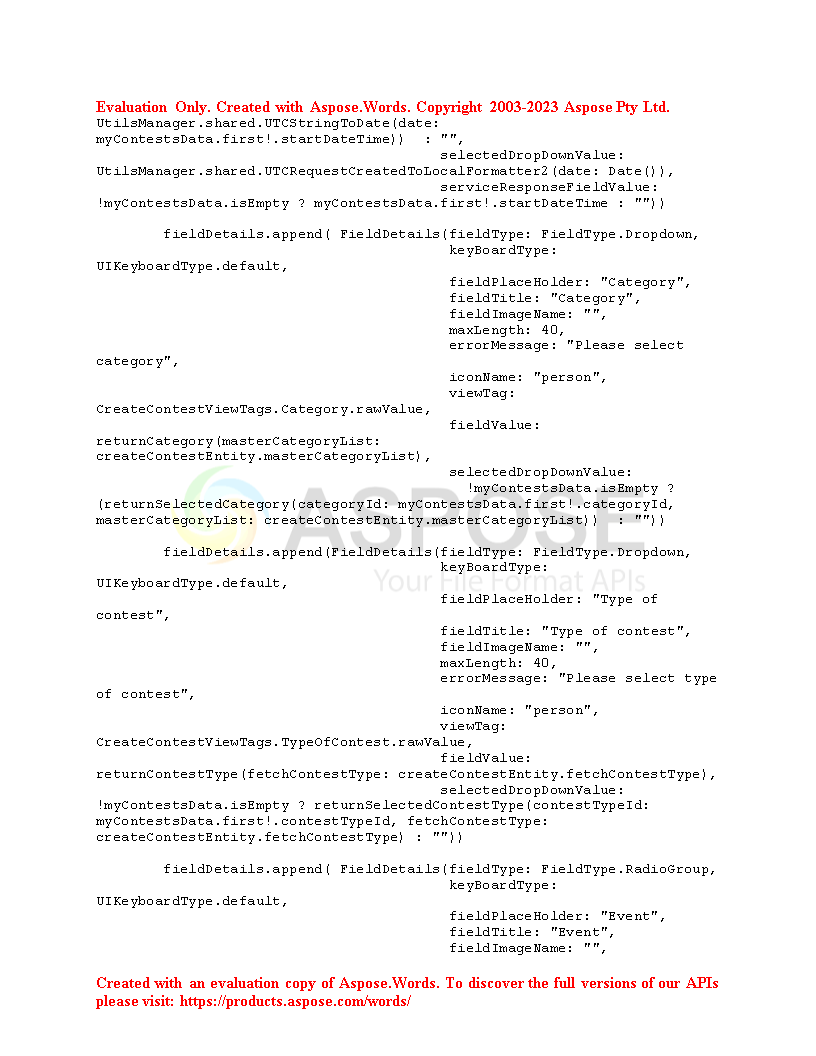 Evaluation Only. Created with Aspose.Words. Copyright 2003-2023 Aspose Pty Ltd.
UtilsManager.shared.UTCStringToDate(date:
myContestsData.first!.startDateTime))  : "",
selectedDropDownValue:
UtilsManager.shared.UTCRequestCreatedToLocalFormatter2(date: Date()),
serviceResponseFieldValue:
!myContestsData.isEmpty ? myContestsData.first!.startDateTime : ""))
fieldDetails.append( FieldDetails(fieldType: FieldType.Dropdown,
keyBoardType:
UIKeyboardType.default,
fieldPlaceHolder: "Category",
fieldTitle: "Category",
fieldImageName: "",
maxLength: 40,
errorMessage: "Please select
category",
iconName: "person",
viewTag:
CreateContestViewTags.Category.rawValue,
fieldValue:
returnCategory(masterCategoryList:
createContestEntity.masterCategoryList),
selectedDropDownValue:
!myContestsData.isEmpty ?
(returnSelectedCategory(categoryId: myContestsData.first!.categoryId,
masterCategoryList: createContestEntity.masterCategoryList))  : ""))
ASPOSE
Your File Format APIs
fieldDetails.append(FieldDetails(fieldType: FieldType.Dropdown,
keyBoardType:
UIKeyboardType.default,
fieldPlaceHolder: "Type of
contest",
fieldTitle: "Type of contest",
fieldImageName: "",
maxLength: 40,
errorMessage: "Please select type
of contest",
iconName: "person",
viewTag:
CreateContestViewTags.TypeOfContest.rawValue,
fieldValue:
returnContestType(fetchContestType: createContestEntity.fetchContestType),
selectedDropDownValue:
!myContestsData.isEmpty ? returnSelectedContestType(contestTypeId:
myContestsData.first!.contestTypeId, fetchContestType:
createContestEntity.fetchContestType) : ""))
fieldDetails.append( FieldDetails(fieldType: FieldType.RadioGroup,
keyBoardType:
UIKeyboardType.default,
fieldPlaceHolder: "Event",
fieldTitle: "Event",
fieldImageName: "",
Created with an evaluation copy of Aspose.Words. To discover the full versions of our APIs
please visit: https://products.aspose.com/words/